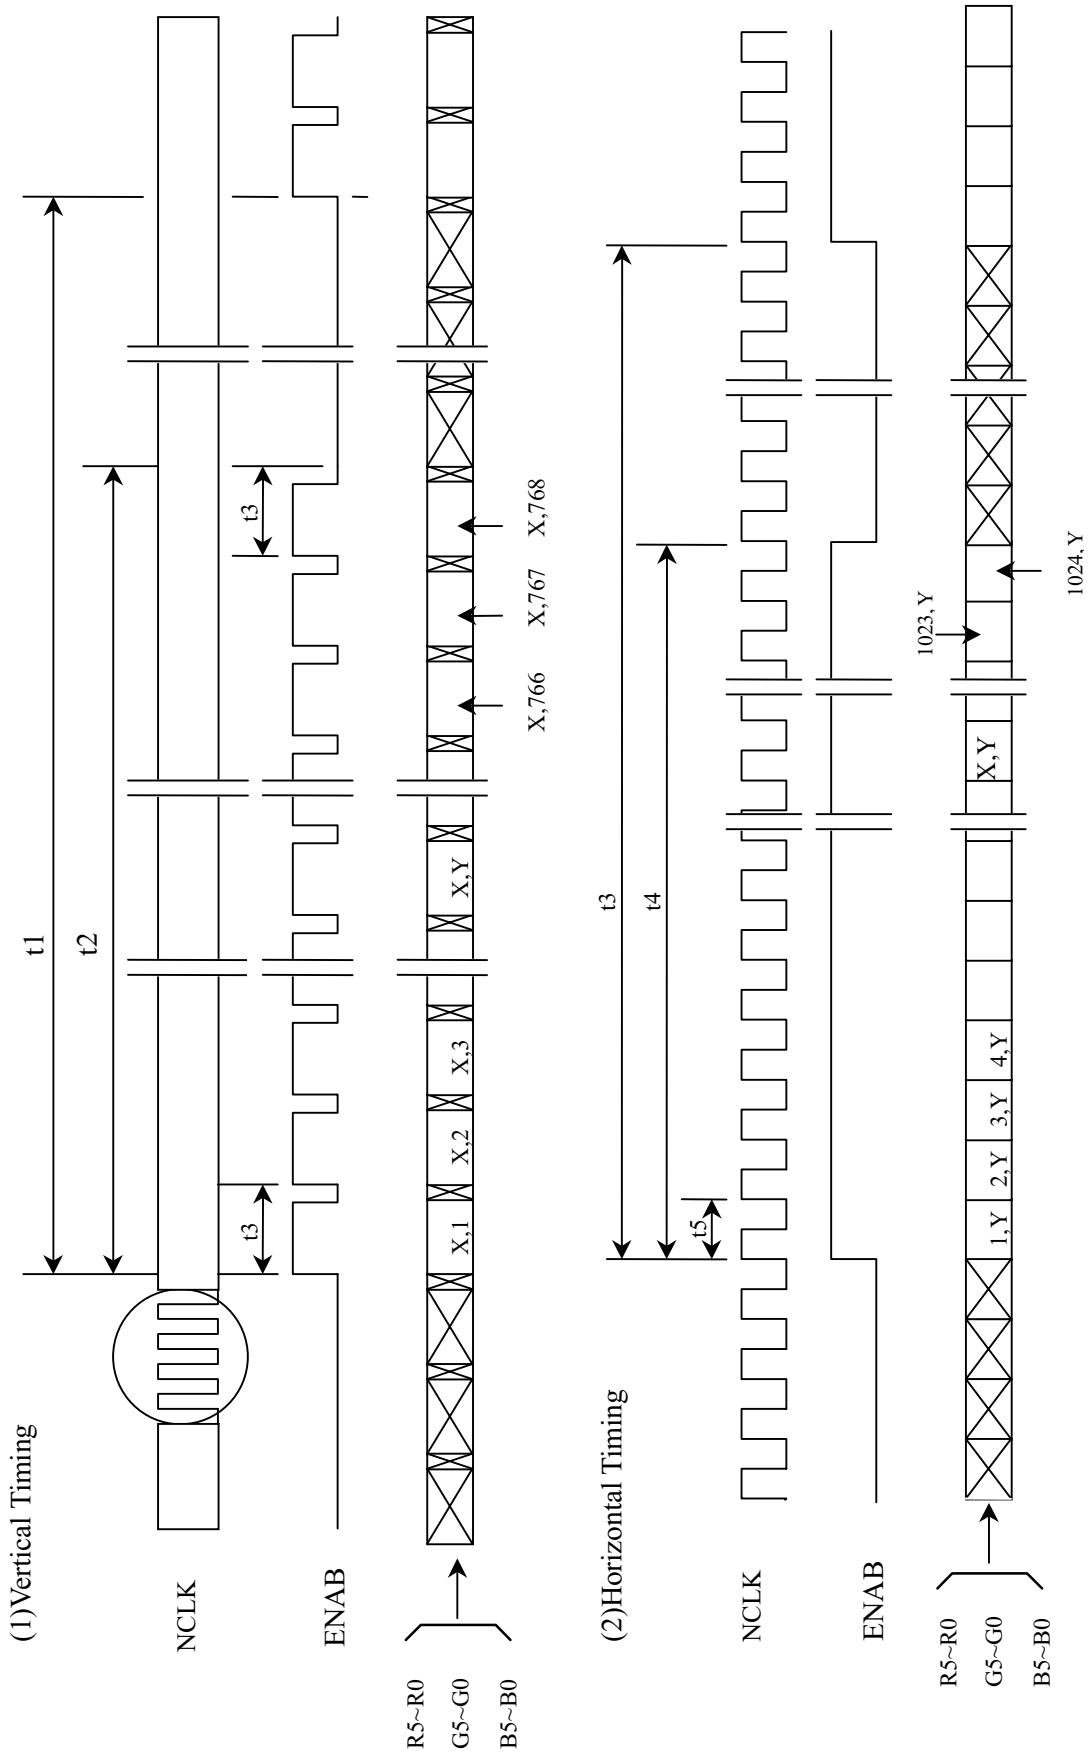 (1)Vertical Timing
t1
t2
NCLK
t3
t3
ENAB
R5~R0
G5~G0
B5~B0
X,1
X,2
X,3
X,Y
X,766
X,767
X,768
(2)Horizontal Timing
t3
t4
t5
NCLK
ENAB
R5~R0
G5~G0
B5~B0
1,Y
2,Y
3,Y
4,Y
X,Y
1023,Y
1024,Y